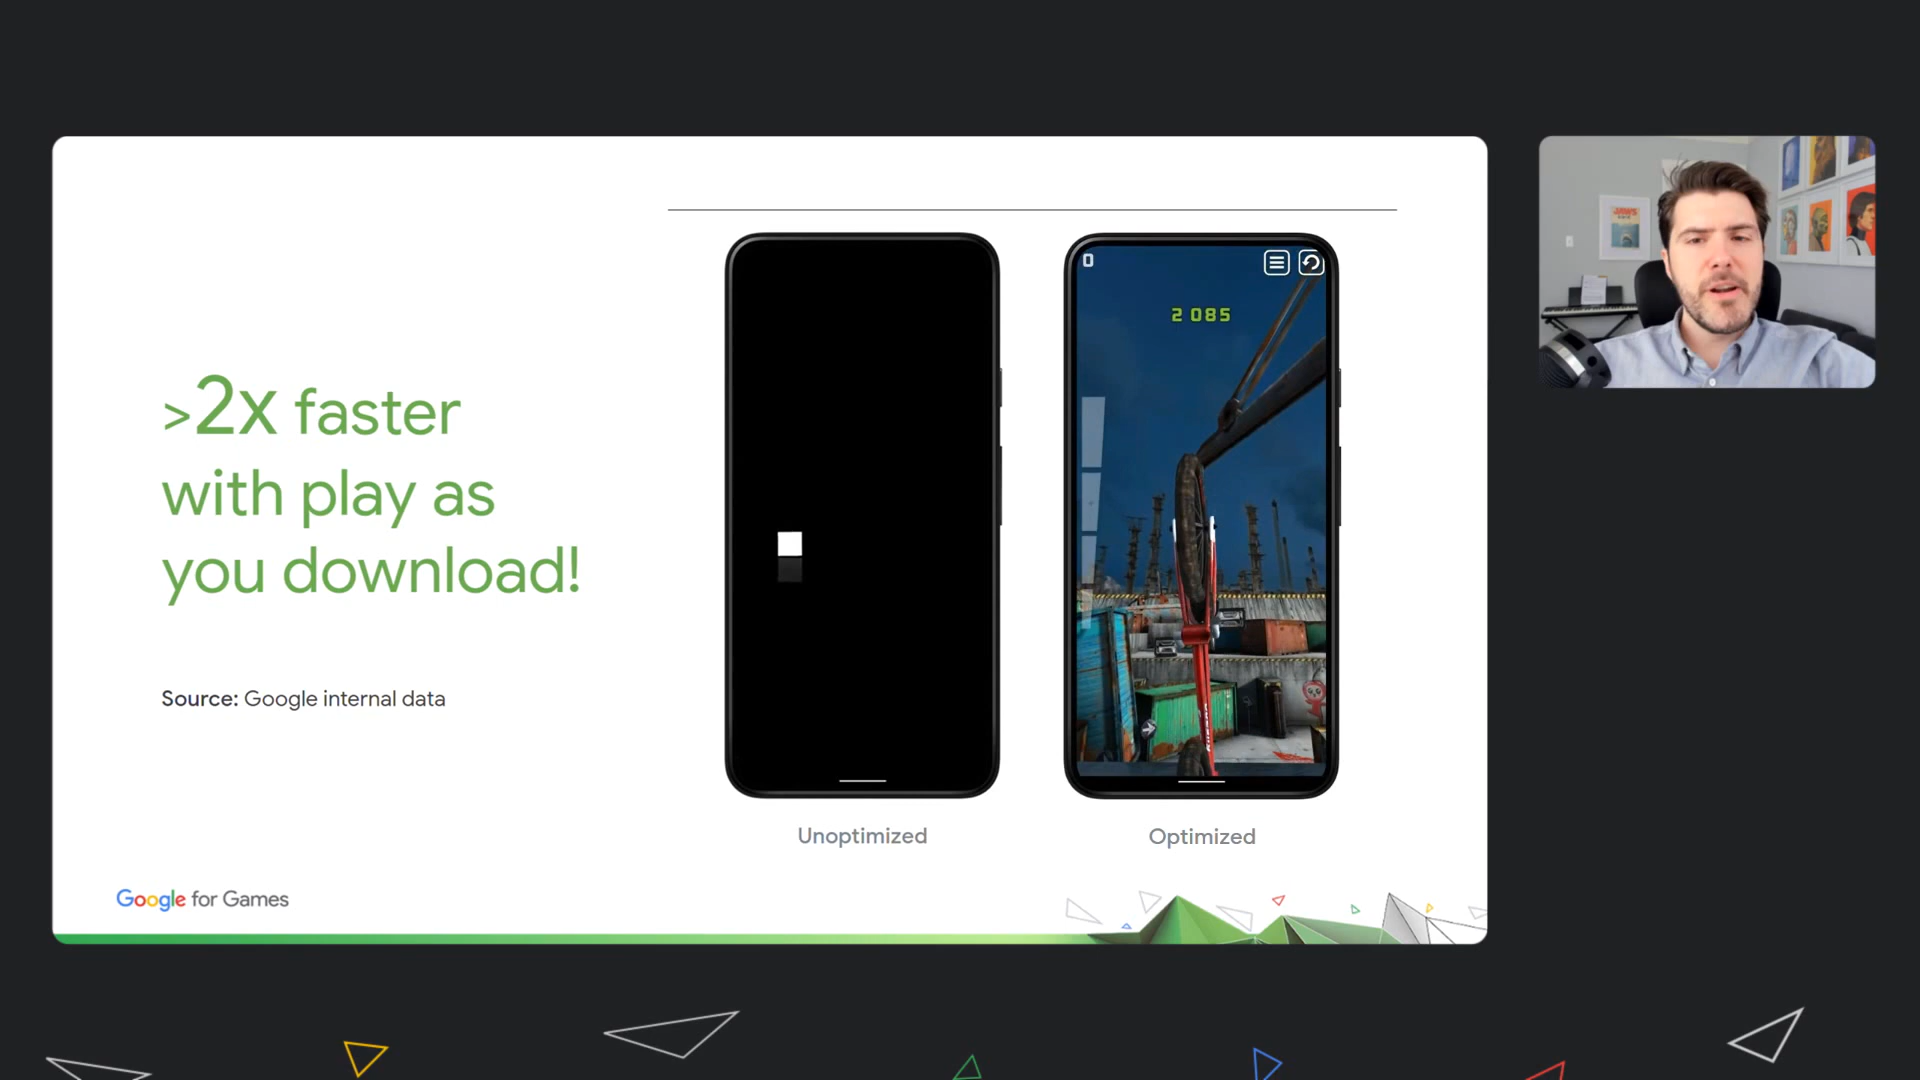 >2x faster
with play as
you download!
Source: Google internal data
0
2 085
Unoptimized
Optimized
Google for Games
JAWS